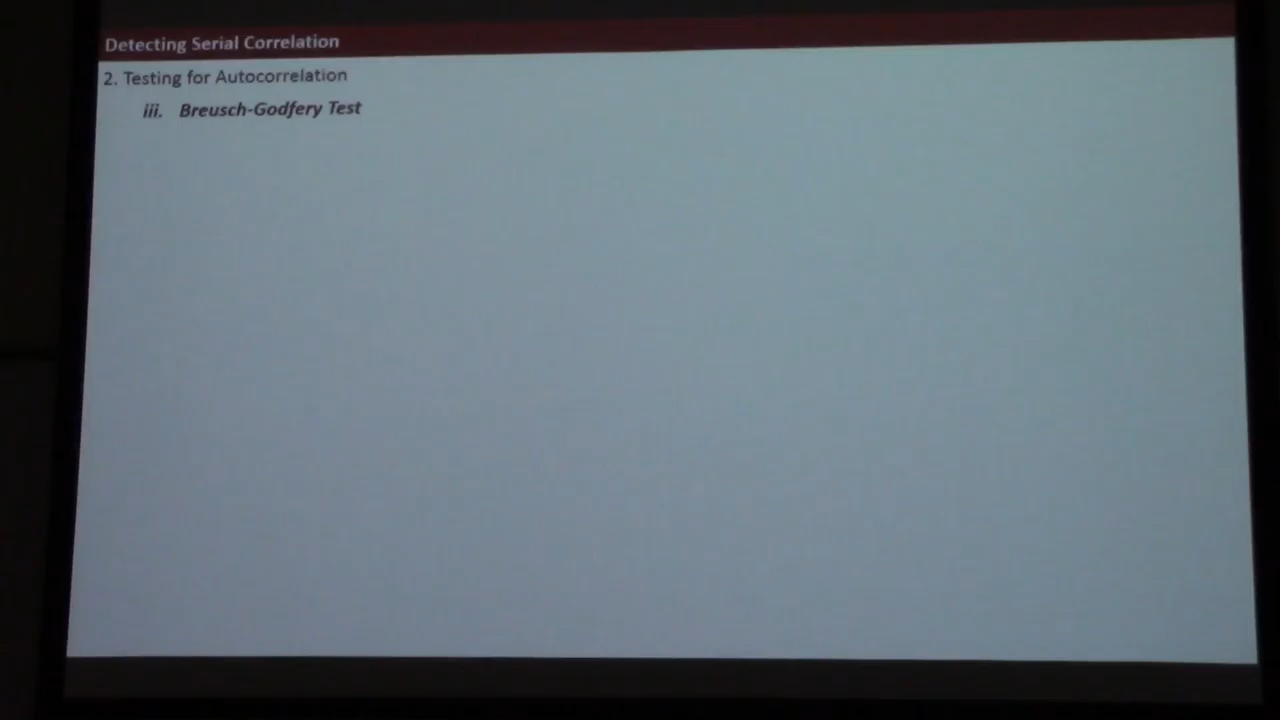 Detecting Serial Correlation
2. Testing for Autocorrelation
iii. Breusch-Godfery Test